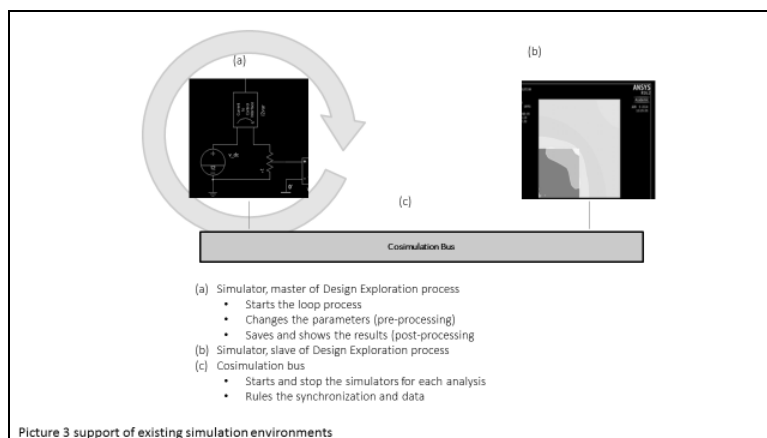 (a)
(b)
ANSYS
(c)
Cosimulation Bus
(a) Simulator, master of Design Exploration process
• Starts the loop process
• Changes the parameters (pre-processing)
• Saves and shows the results (post-processing
(b) Simulator, slave of Design Exploration process
(c) Cosimulation bus
• Starts and stop the simulators for each analysis
• Rules the synchronization and data
Picture 3 support of existing simulation environments